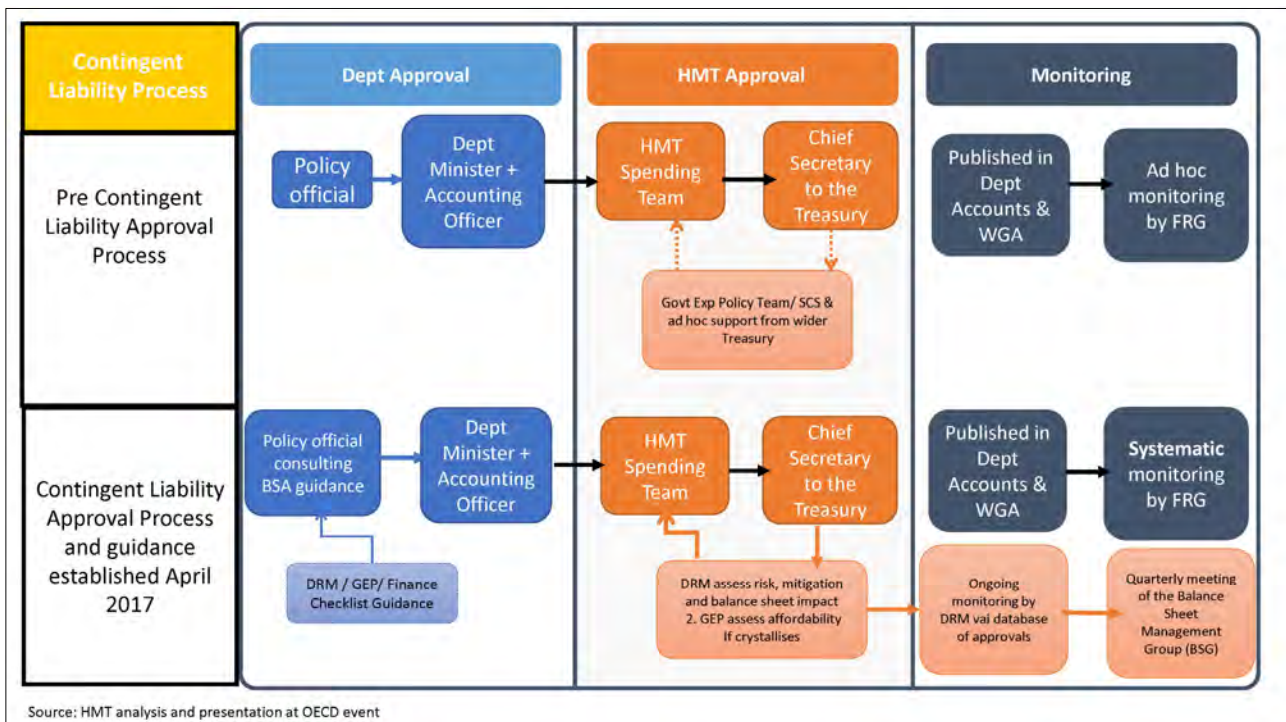 Contingent
Liability Process
Dept Approval
HMT Approval
Monitoring
Pre Contingent
Liability Approval
Process
Policy
official
Dept
Minister +
Accounting
Officer
HMT
Spending
Team
Chief
Secretary
to the
Treasury
Govt Exp Policy Team/ SCS &
ad hoc support from wider
Treasury
Published in
Dept
Accounts &
WGA
Ad hoc
monitoring
by FRG
Contingent Liability
Approval Process
and guidance
established April
2017
Policy official
consulting
BSA guidance
Dept
Minister +
Accounting
Officer
DRM / GEP/ Finance
Checklist Guidance
HMT
Spending
Team
Chief
Secretary
to the
Treasury
DRM assess risk, mitigation
and balance sheet impact
2. GEP assess affordability
If crystallises
Published in
Dept
Accounts &
WGA
Systematic
monitoring
by FRG
Ongoing
monitoring by
DRM vai database
of approvals
Quarterly meeting
of the Balance
Sheet
Management
Group (BSG)
Source: HMT analysis and presentation at OECD event